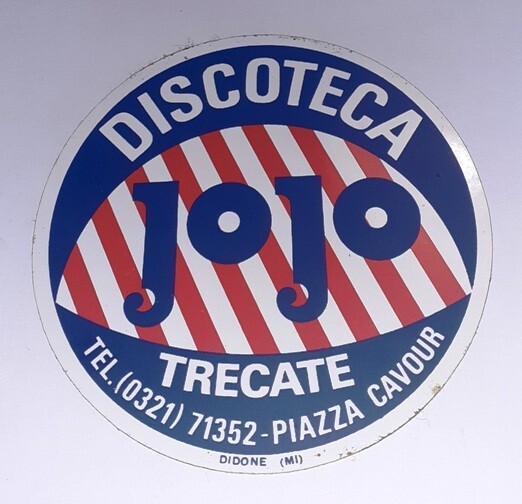 DISCOTECA
JOJO
TRECATE
TEL. (0321) 71352 - PIAZZA CAVOUR
DIDONE (MI)